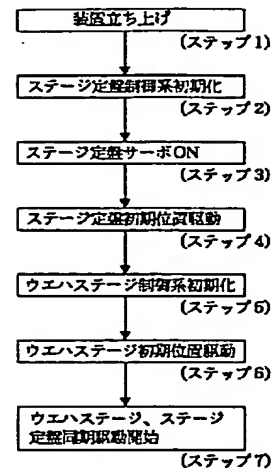 装置立ち上げ
(ステップ1)
ステージ定盤制御系初期化
(ステップ2)
ステージ定盤サーボON
(ステップ3)
ステージ定盤初期位置駆動
(ステップ4)
ウエハステージ制御系初期化
(ステップ5)
ウエハステージ初期位置駆動
(ステップ6)
ウエハステージ、ステージ
定盤同期駆動開始
(ステップ7)